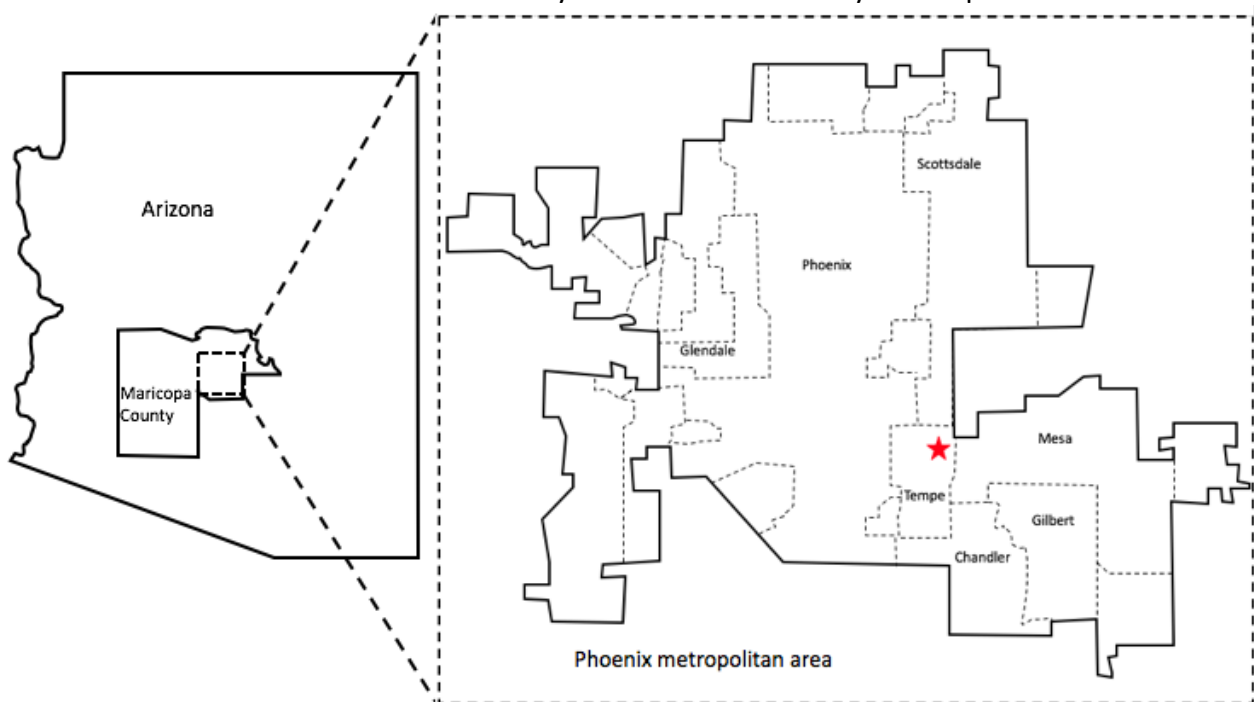 Arizona
Maricopa
County
Scottsdale
Phoenix
Glendale
Mesa
Tempe
Gilbert
Chandler
Phoenix metropolitan area